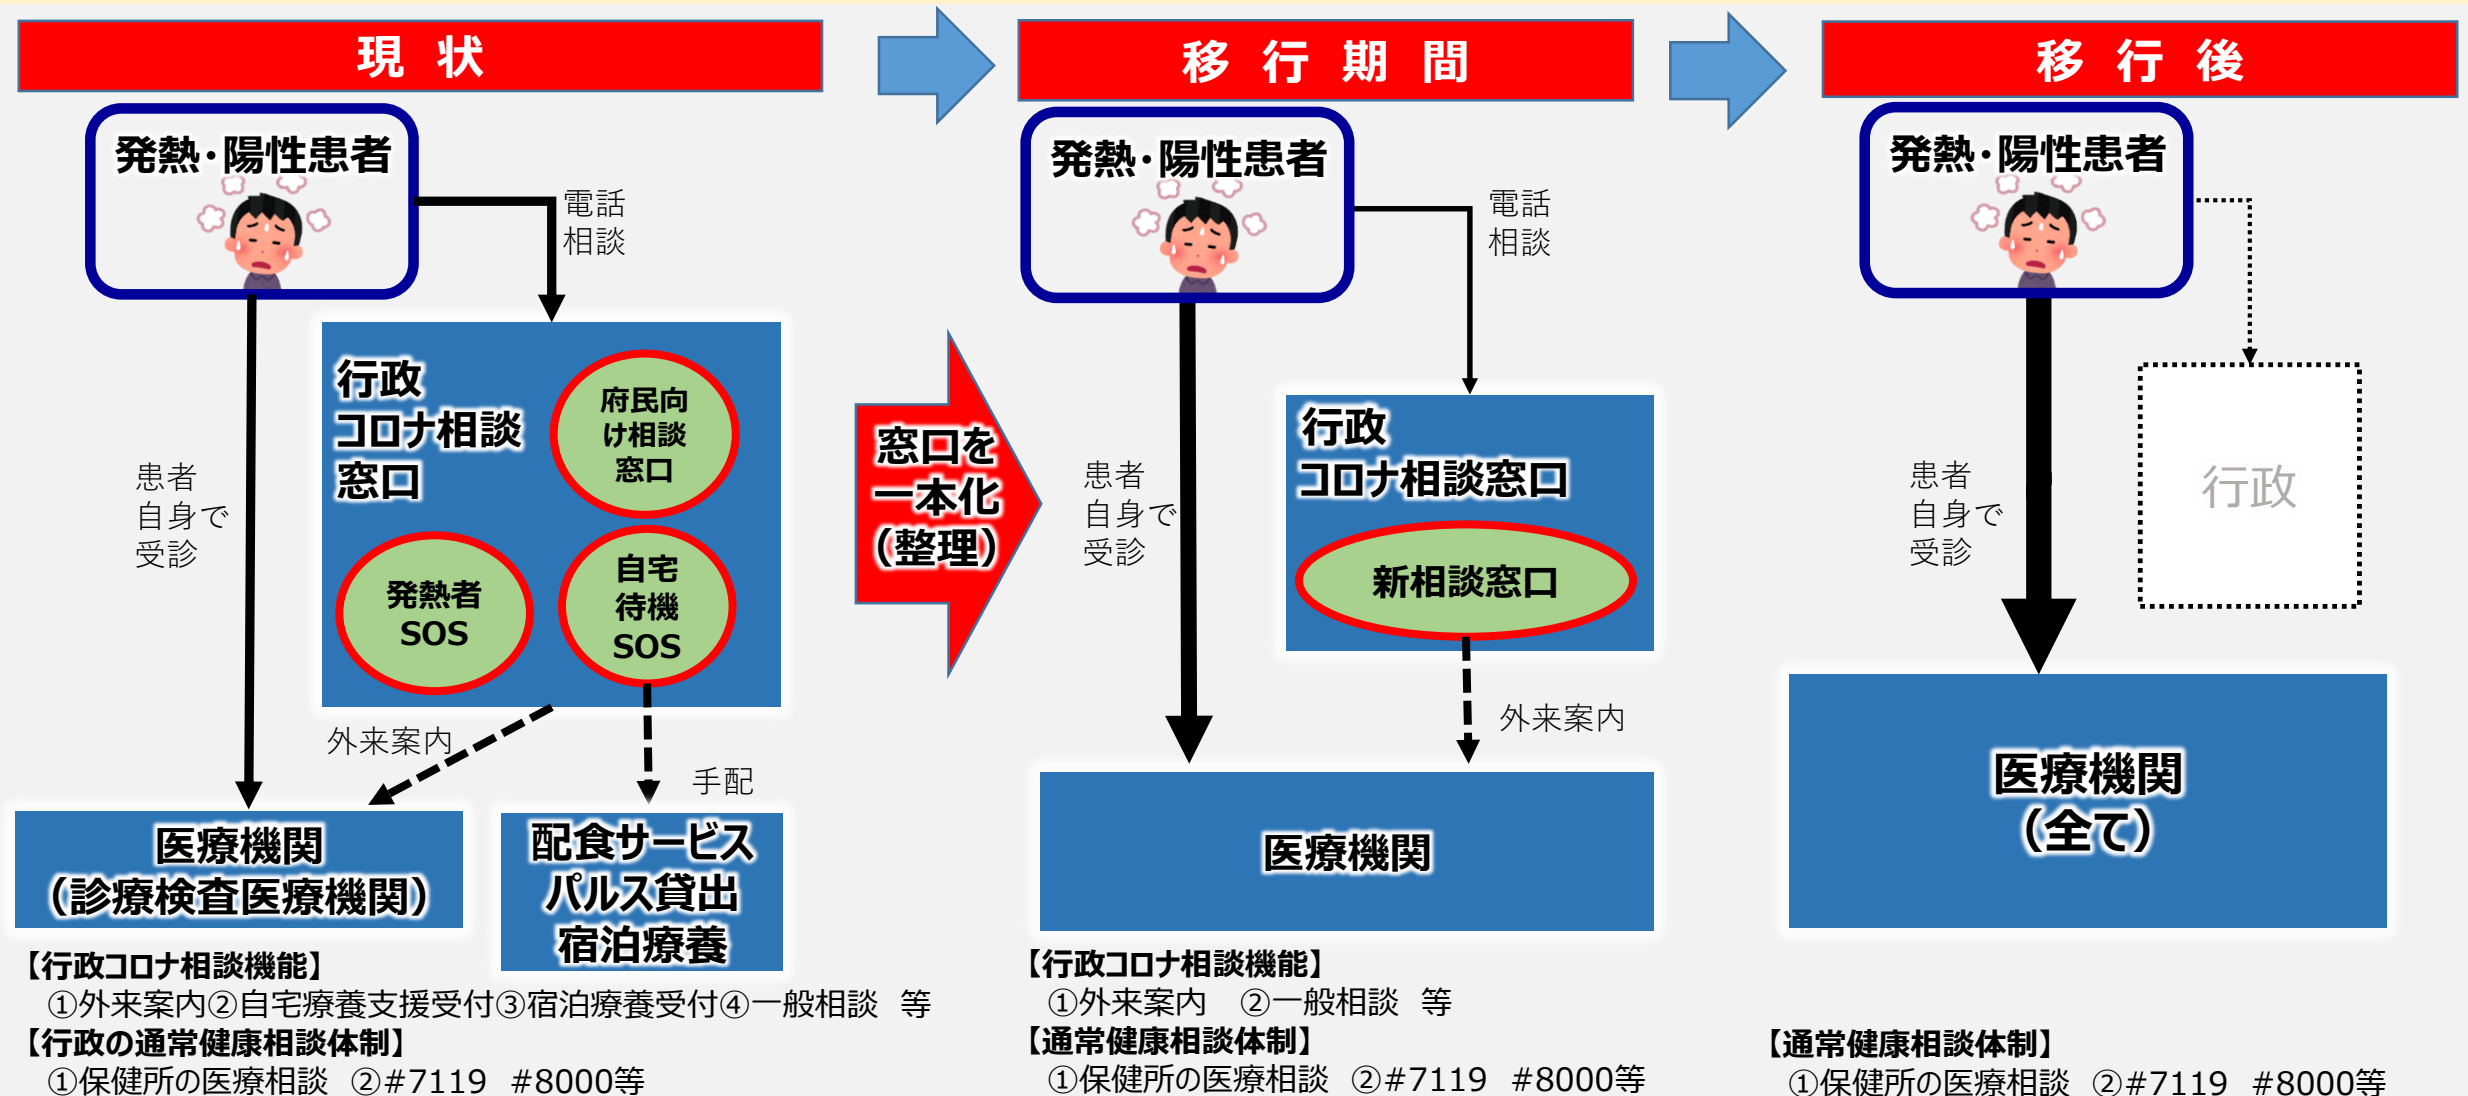 現 状
発熱・陽性患者
電話
相談
行政
コロナ相談
窓口
府民向
け相談
窓口
発熱者
SOS
自宅
待機
SOS
患者
自身で
受診
外来案内
手配
医療機関
（診療検査医療機関）
配食サービス
パルス貸出
宿泊療養
【行政コロナ相談機能】
①外来案内②自宅療養支援受付③宿泊療養受付④一般相談 等
【行政の通常健康相談体制】
①保健所の医療相談 ②#7119 #8000等
窓口を
一本化
（整理）
移 行 期 間
発熱・陽性患者
電話
相談
患者
自身で
受診
行政
コロナ相談窓口
新相談窓口
外来案内
医療機関
【行政コロナ相談機能】
①外来案内 ②一般相談 等
【通常健康相談体制】
①保健所の医療相談 ②#7119 #8000等
移 行 後
発熱・陽性患者
患者
自身で
受診
行政
医療機関
（全て）
【通常健康相談体制】
①保健所の医療相談 ②#7119 #8000等